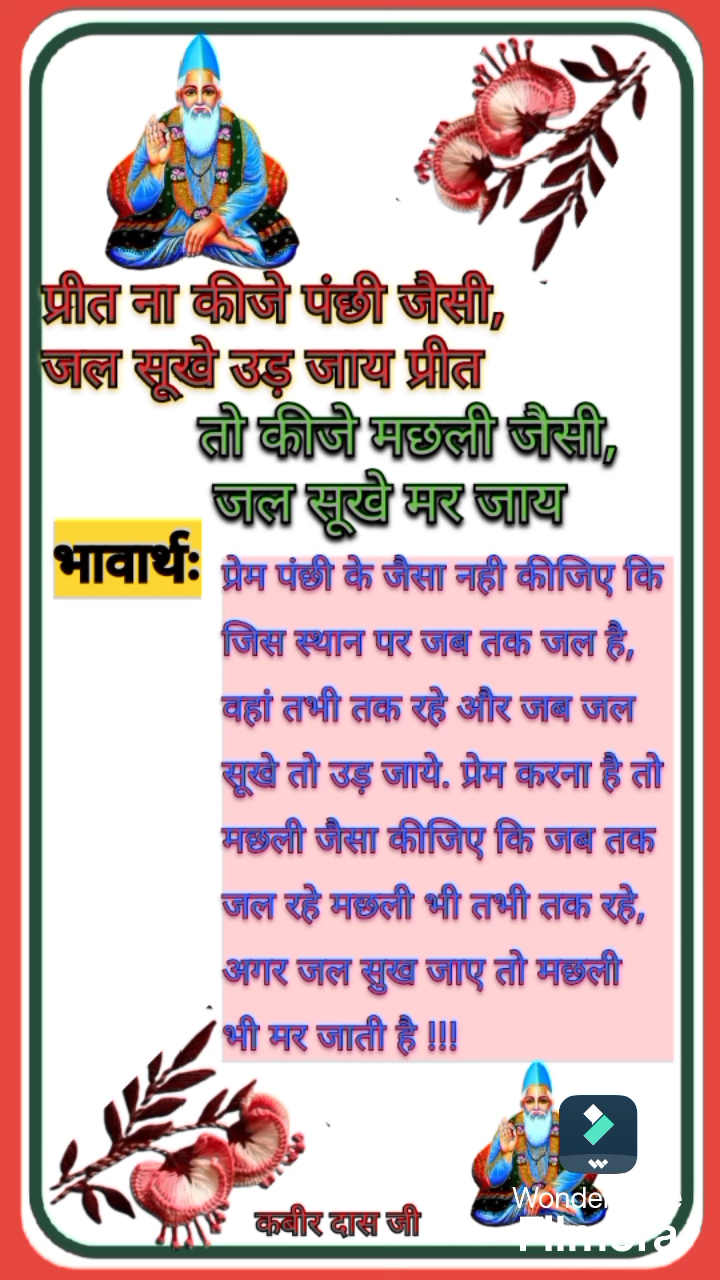 प्रीत ना कीजे पंछी जैसी,
जल सूखे उड़ जाय प्रीत
तो कीजे मछली जैसी,
जल सूखे मर जाय
भावार्थः
प्रेम पंछी के जैसा नही कीजिए कि
जिस स्थान पर जब तक जल है,
वहां तभी तक रहे और जब जल
सूखे तो उड़ जाये. प्रेम करना है तो
मछली जैसा कीजिए कि जब तक
जल रहे मछली भी तभी तक रहे,
अगर जल सुख जाए तो मछली
भी मर जाती है !!!
कबीर दास जी
Wondershare
Filmora